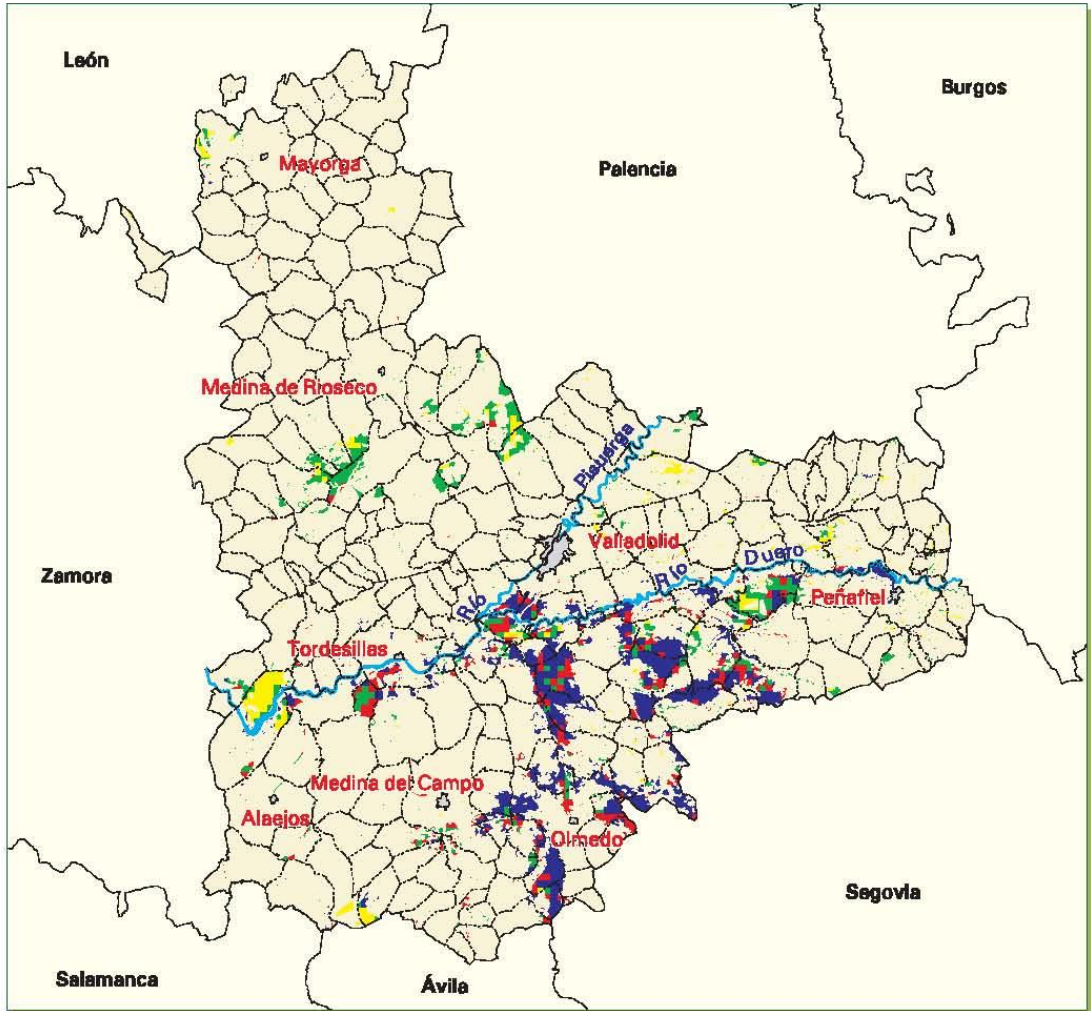 León
Burgos
Mayorga
Palencia
Medina de Rioseco
Pisuerga
Valladolid
Duero
Zamora
Río
Río
Peñafiel
Tordesillas
Medina del Campo
Alaejos
Olmedo
Segovia
Salamanca
Ávila